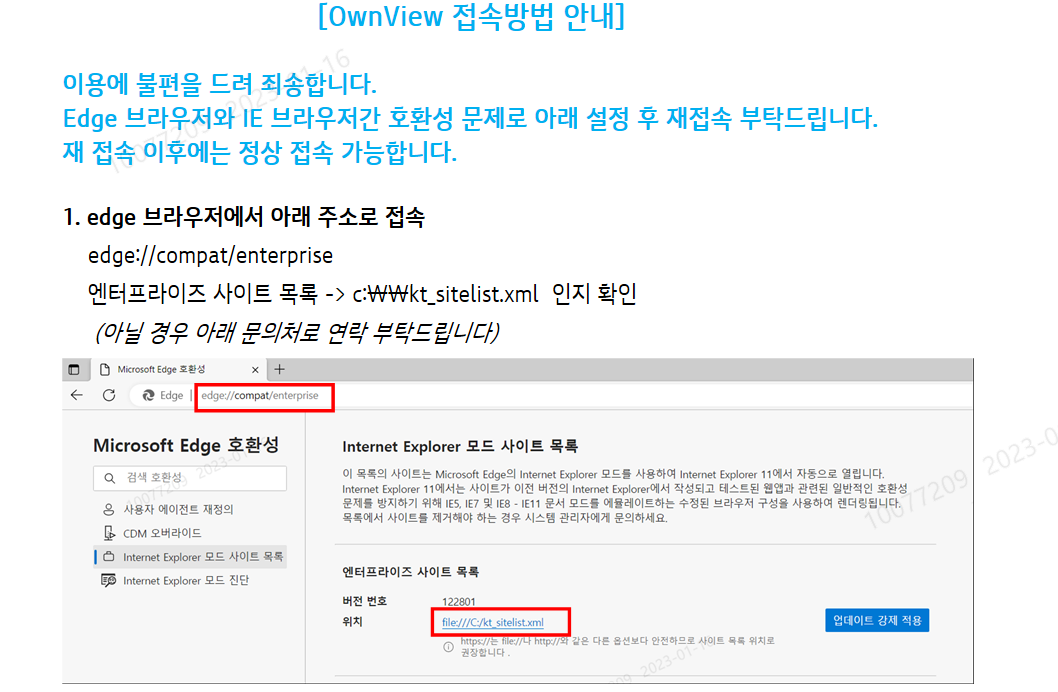 [OwnView 접속방법 안내]
이용에 불편을 드려 죄송합니다.
Edge 브라우저와 IE 브라우저간 호환성 문제로 아래 설정 후 재접속 부탁드립니다.
재 접속 이후에는 정상 접속 가능합니다.
1. edge 브라우저에서 아래 주소로 접속
edge://compat/enterprise
엔터프라이즈 사이트 목록 -> c:₩₩kt_sitelist.xml 인지 확인
(아닐 경우 아래 문의처로 연락 부탁드립니다)
Microsoft Edge 호환성
Edge | edge://compat/enterprise
Microsoft Edge 호환성
검색 호환성
사용자 에이전트 재정의
CDM 오버라이드
Internet Explorer 모드 사이트 목록
Internet Explorer 모드 진단
Internet Explorer 모드 사이트 목록
이 목록의 사이트는 Microsoft Edge의 Internet Explorer 모드를 사용하여 Internet Explorer 11에서 자동으로 열립니다.
Internet Explorer 11에서는 사이트가 이전 버전의 Internet Explorer에서 작성되고 테스트된 웹앱과 관련된 일반적인 호환성
문제를 방지하기 위해 IE5, IE7 및 IE8 - IE11 문서 모드를 에뮬레이트하는 수정된 브라우저 구성을 사용하여 렌더링됩니다.
목록에서 사이트를 제거해야 하는 경우 시스템 관리자에게 문의하세요.
엔터프라이즈 사이트 목록
버전 번호 122801
위치 file:///C:/kt_sitelist.xml
업데이트 강제 적용
https://는 file://나 http://와 같은 다른 옵션보다 안전하므로 사이트 목록 위치로
권장합니다 .
10077209 2023-01-16
10077209 2023-01-
10077209 2023-0
2023-01-16